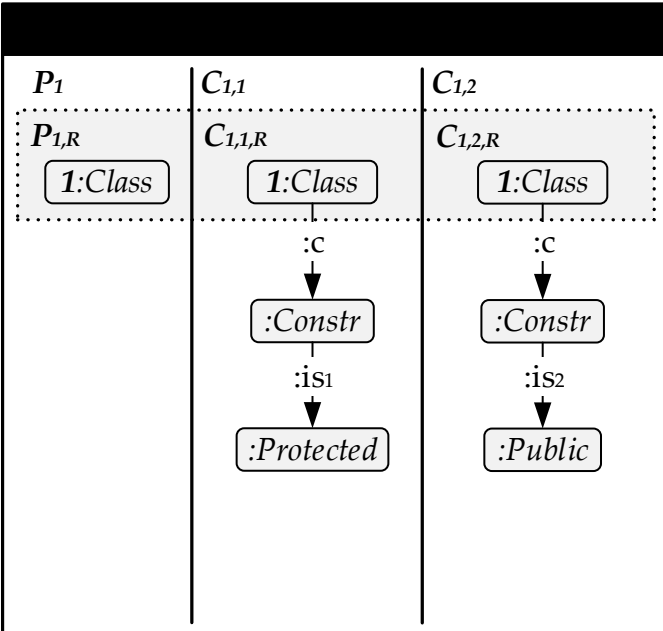 P1 C1,1 C1,2
P1,R C1,1,R C1,2,R
1:Class 1:Class 1:Class
:c :c
:Constr :Constr
:is1 :is2
:Protected :Public